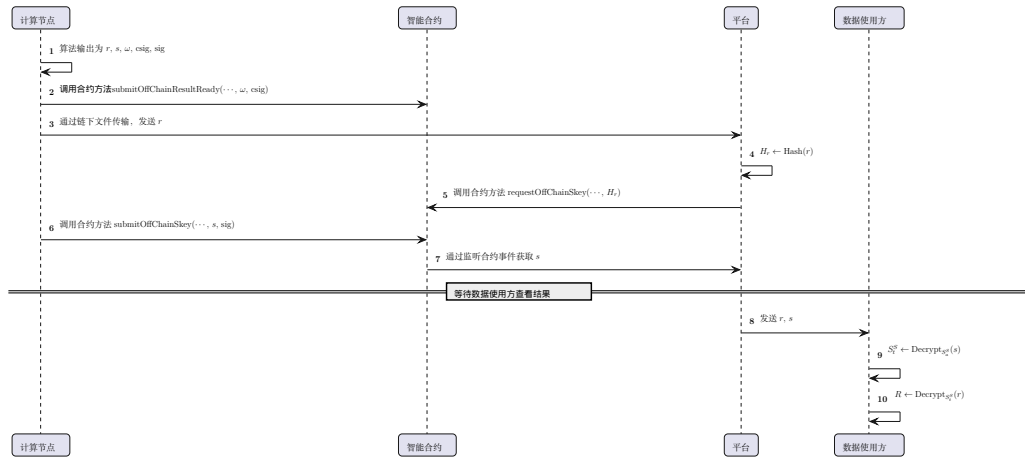 计算节点 智能合约 平台 数据使用方
1 算法输出为 r, s, ω, csig, sig
2 调用合约方法submitOffChainResultReady(⋯, ω, csig)
3 通过链下文件传输，发送 r
4 H_r ← Hash(r)
5 调用合约方法 requestOffChainSkey(⋯, H_r)
6 调用合约方法 submitOffChainSkey(⋯, s, sig)
7 通过监听合约事件获取 s
等待数据使用方查看结果
8 发送 r, s
9 ← Decrypt (s)
10 R ← Decrypt (r)
计算节点 智能合约 平台 数据使用方